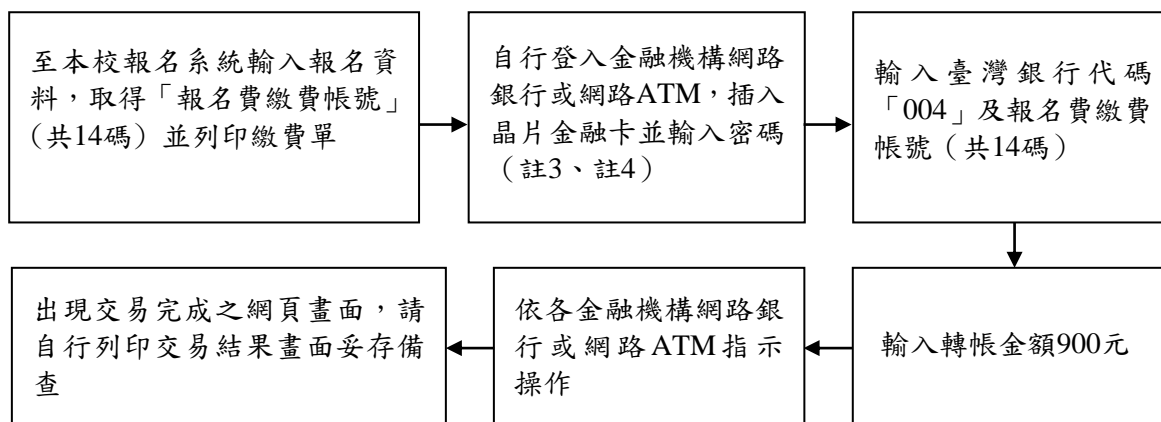 至本校報名系統輸入報名資
料，取得「報名費繳費帳號」
（共14碼）並列印繳費單
自行登入金融機構網路
銀行或網路ATM，插入
晶片金融卡並輸入密碼
（註3、註4）
輸入臺灣銀行代碼
「004」及報名費繳費
帳號（共14碼）
輸入轉帳金額900元
依各金融機構網路銀
行或網路ATM指示
操作
出現交易完成之網頁畫面，請
自行列印交易結果畫面妥存備
查